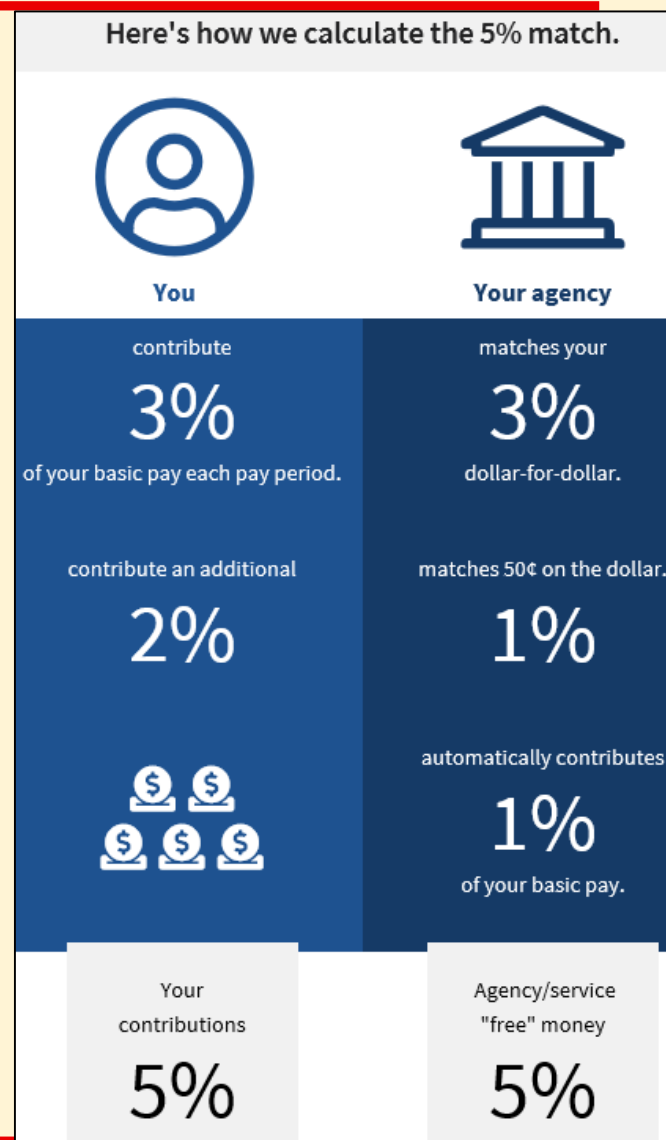 Here's how we calculate the 5% match.
You
Your agency
contribute
3%
of your basic pay each pay period.
matches your
3%
dollar-for-dollar.
contribute an additional
2%
matches 50¢ on the dollar.
1%
$ $
$ $ $
automatically contributes
1%
of your basic pay.
Your
contributions
5%
Agency/service
"free" money
5%